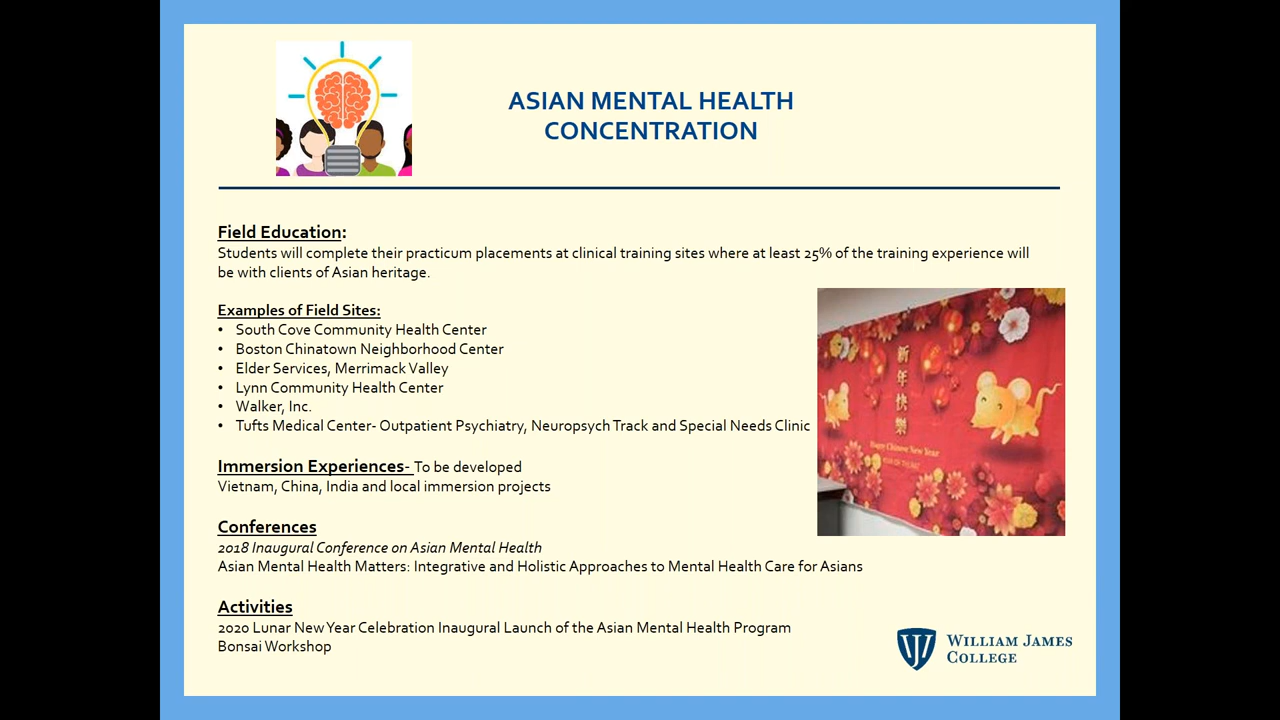 ASIAN MENTAL HEALTH
CONCENTRATION
Field Education:
Students will complete their practicum placements at clinical training sites where at least 25% of the training experience will
be with clients of Asian heritage.
Examples of Field Sites:
• South Cove Community Health Center
• Boston Chinatown Neighborhood Center
• Elder Services, Merrimack Valley
• Lynn Community Health Center
• Walker, Inc.
• Tufts Medical Center- Outpatient Psychiatry, Neuropsych Track and Special Needs Clinic
新年快樂
Happy Chinese New Year
Immersion Experiences- To be developed
Vietnam, China, India and local immersion projects
Conferences
2018 Inaugural Conference on Asian Mental Health
Asian Mental Health Matters: Integrative and Holistic Approaches to Mental Health Care for Asians
Activities
2020 Lunar New Year Celebration Inaugural Launch of the Asian Mental Health Program
Bonsai Workshop
WILLIAM JAMES
COLLEGE